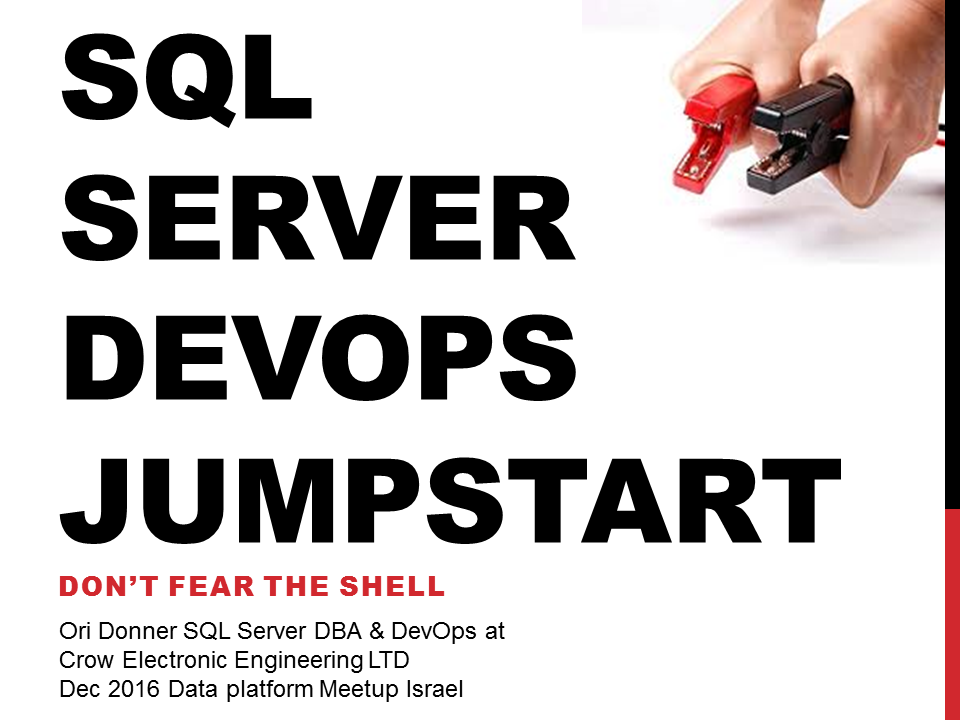 SQL
SERVER
DEVOPS
JUMPSTART
DON’T FEAR THE SHELL
Ori Donner SQL Server DBA & DevOps at
Crow Electronic Engineering LTD
Dec 2016 Data platform Meetup Israel